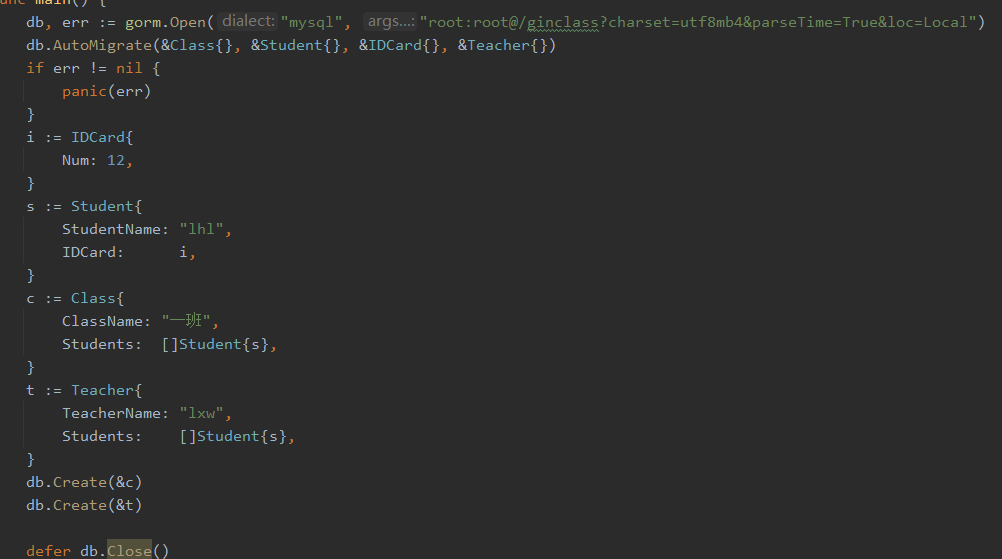 func main() {
db, err := gorm.Open( dialect: "mysql", args...: "root:root@/ginclass?charset=utf8mb4&parseTime=True&loc=Local")
db.AutoMigrate(&Class{}, &Student{}, &IDCard{}, &Teacher{})
if err != nil {
panic(err)
}
i := IDCard{
Num: 12,
}
s := Student{
StudentName: "lhl",
IDCard: i,
}
c := Class{
ClassName: "一班",
Students: []Student{s},
}
t := Teacher{
TeacherName: "lxw",
Students: []Student{s},
}
db.Create(&c)
db.Create(&t)
defer db.Close()